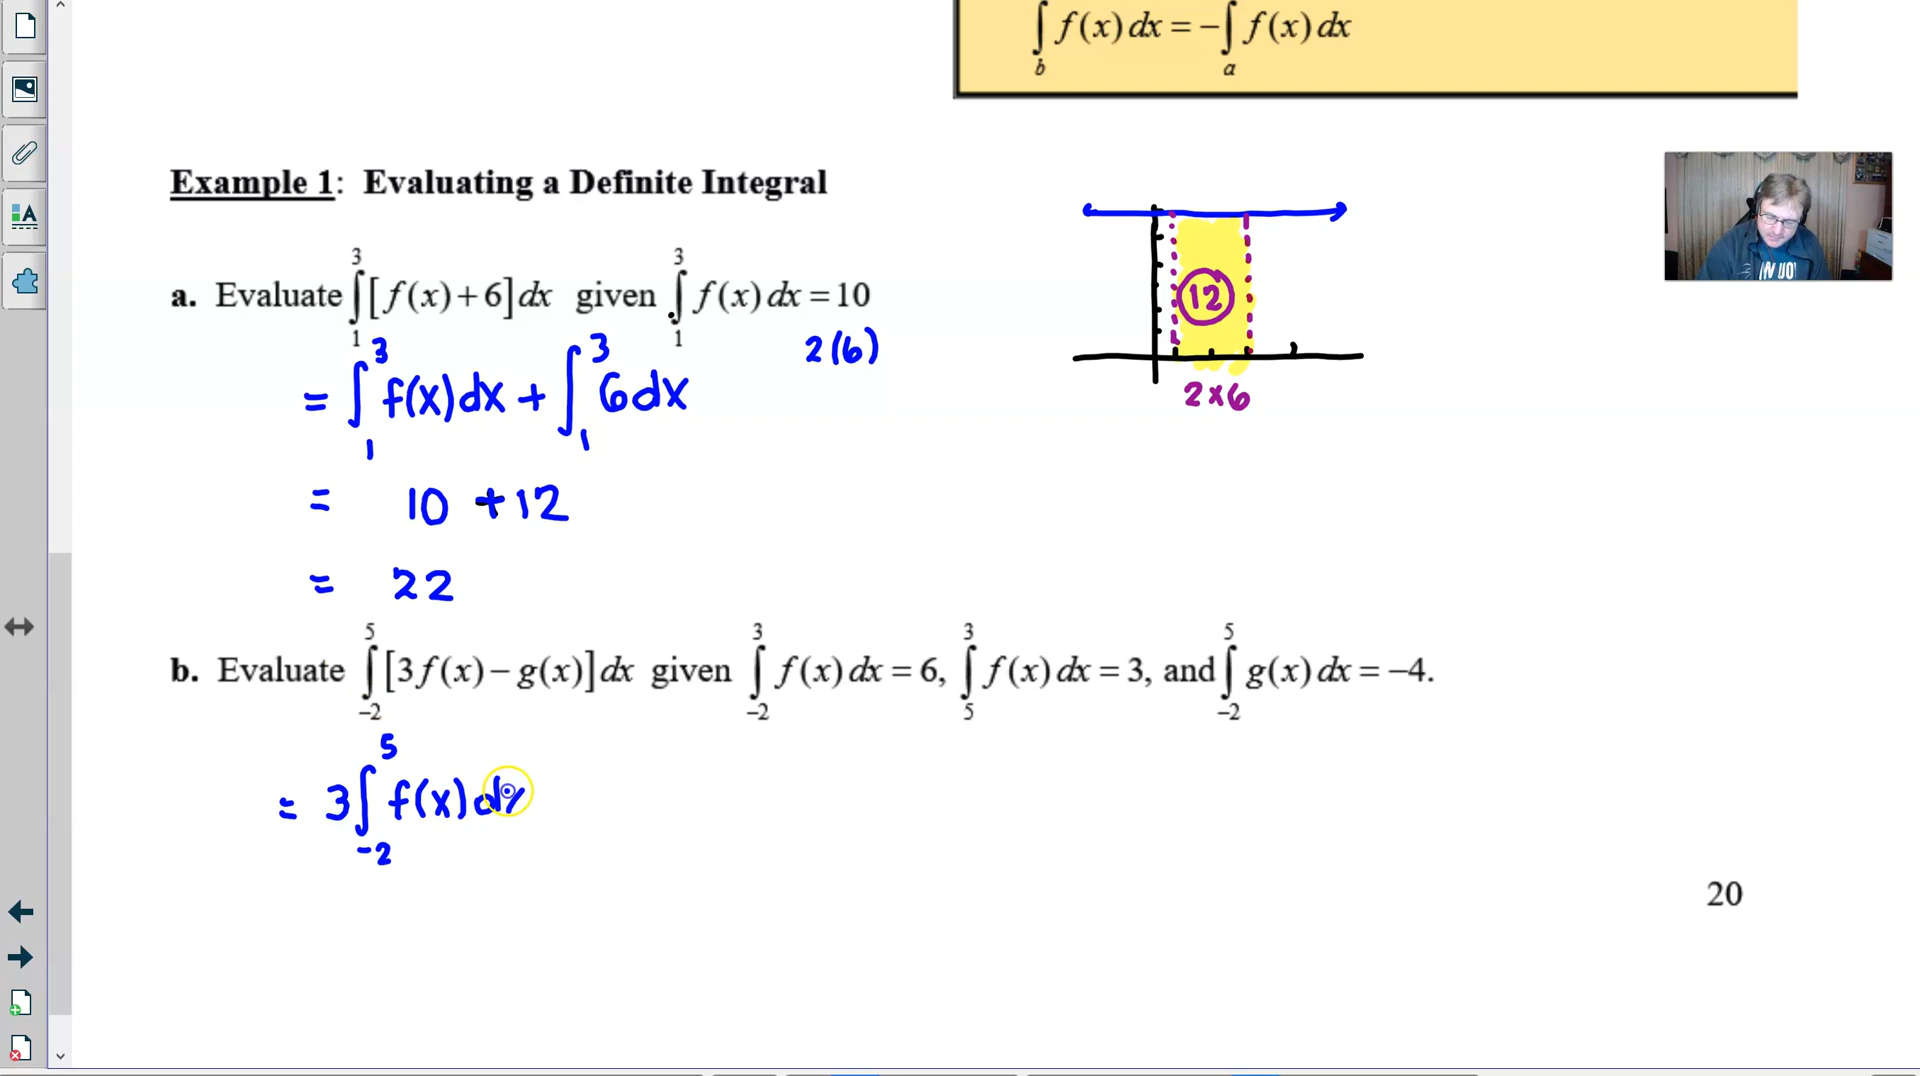 ∫_b f(x) dx = −∫_a f(x) dx
Example 1: Evaluating a Definite Integral
a. Evaluate ∫_1^3 [f(x) + 6] dx given ∫_1^3 f(x) dx = 10
2(6)
= ∫_1^3 f(x)dx + ∫_1^3 6dx
= 10 + 12
= 22
12
2×6
b. Evaluate ∫_{−2}^5 [3f(x) − g(x)] dx given ∫_{−2}^3 f(x) dx = 6, ∫_5^3 f(x) dx = 3, and ∫_{−2}^5 g(x) dx = −4.
= 3∫_{-2}^5 f(x)dx
20